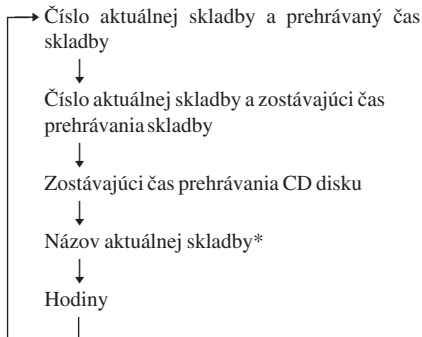 Číslo aktuálnej skladby a prehrávaný čas
skladby
Číslo aktuálnej skladby a zostávajúci čas
prehrávania skladby
Zostávajúci čas prehrávania CD disku
Názov aktuálnej skladby*
Hodiny